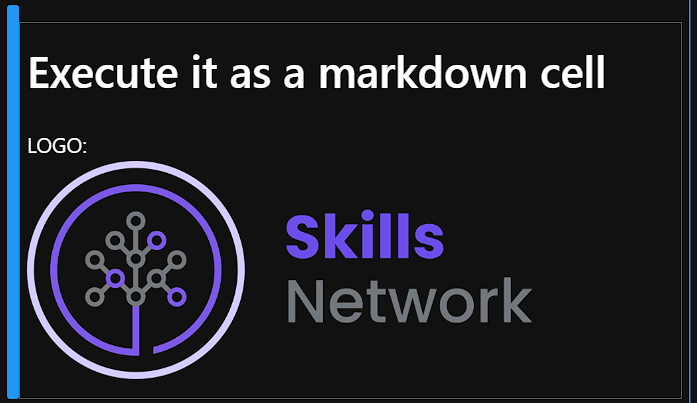 Execute it as a markdown cell
LOGO:
Skills
Network